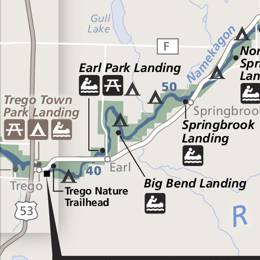 Gull
Lake
F
Namekagon
Nor
Sprin
Lan
Earl Park Landing
50
Trego Town
Park Landing
Springbroo
Springbrook
Landing
Earl
Trego
40
Big Bend Landing
Trego Nature
Trailhead
53
R